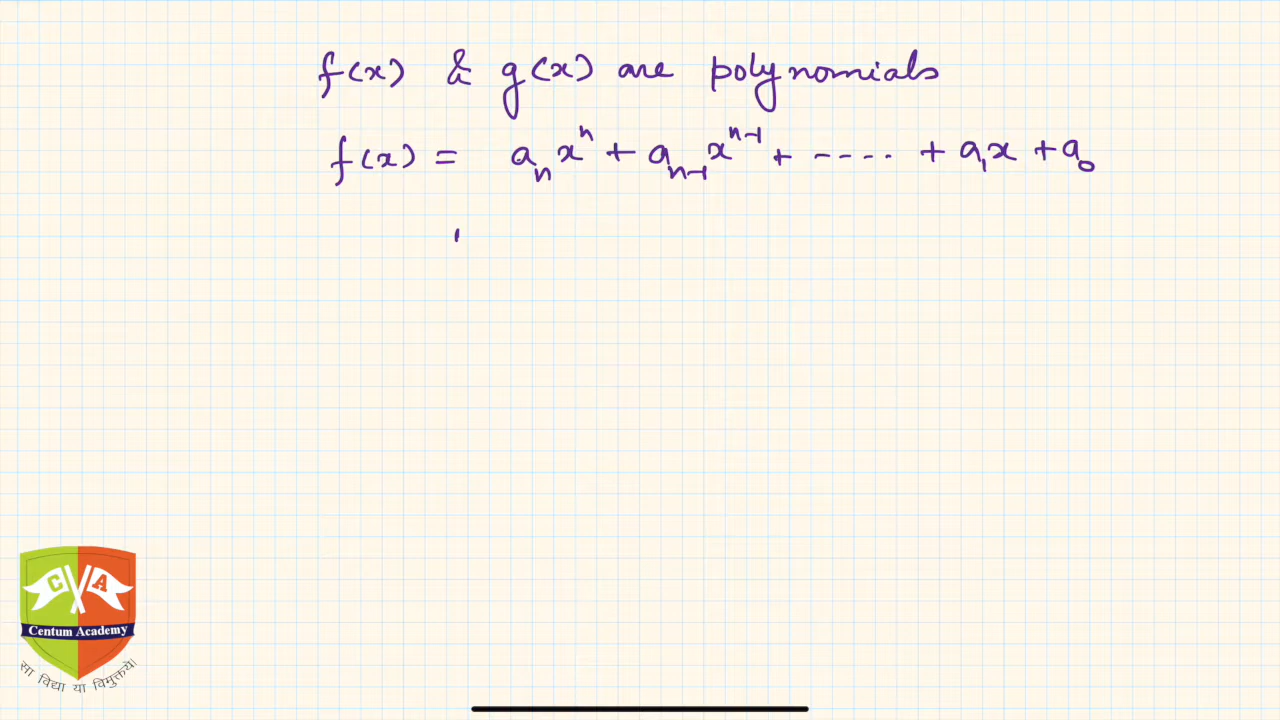 f(x) & g(x) are polynomials
f(x) = aₙxⁿ + aₙ₋₁xⁿ⁻¹ + ----. + a₁x + a₀
C A
Centum Academy
सा विद्या या विमुक्तये।